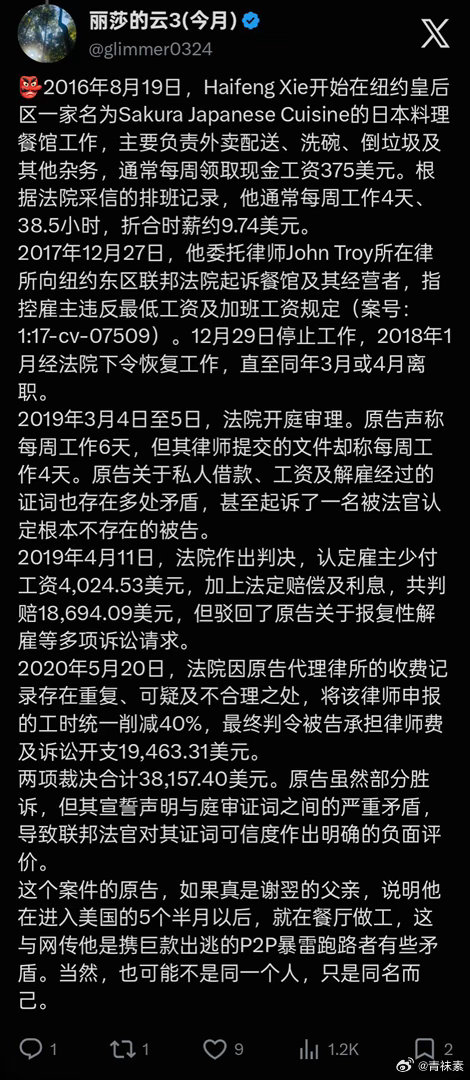 丽莎的云3(今月)
@glimmer0324
👺2016年8月19日，Haifeng Xie开始在纽约皇后
区一家名为Sakura Japanese Cuisine的日本料理
餐馆工作，主要负责外卖配送、洗碗、倒垃圾及
其他杂务，通常每周领取现金工资375美元。根
据法院采信的排班记录，他通常每周工作4天、
38.5小时，折合时薪约9.74美元。
2017年12月27日，他委托律师John Troy所在律
所向纽约东区联邦法院起诉餐馆及其经营者，指
控雇主违反最低工资及加班工资规定（案号：
1:17-cv-07509）。12月29日停止工作，2018年1
月经法院下令恢复工作，直至同年3月或4月离
职。
2019年3月4日至5日，法院开庭审理。原告声称
每周工作6天，但其律师提交的文件却称每周工
作4天。原告关于私人借款、工资及解雇经过的
证词也存在多处矛盾，甚至起诉了一名被法官认
定根本不存在的被告。
2019年4月11日，法院作出判决，认定雇主少付
工资4,024.53美元，加上法定赔偿及利息，共判
赔18,694.09美元，但驳回了原告关于报复性解
雇等多项诉讼请求。
2020年5月20日，法院因原告代理律所的收费记
录存在重复、可疑及不合理之处，将该律师申报
的工时统一削减40%，最终判令被告承担律师费
及诉讼开支19,463.31美元。
两项裁决合计38,157.40美元。原告虽然部分胜
诉，但其宣誓声明与庭审证词之间的严重矛盾，
导致联邦法官对其证词可信度作出明确的负面评
价。
这个案件的原告，如果真是谢翌的父亲，说明他
在进入美国的5个半月以后，就在餐厅做工，这
与网传他是携巨款出逃的P2P暴雷跑路者有些矛
盾。当然，也可能不是同一个人，只是同名而
己。
1
1
9
1.2K
2
@青袜素